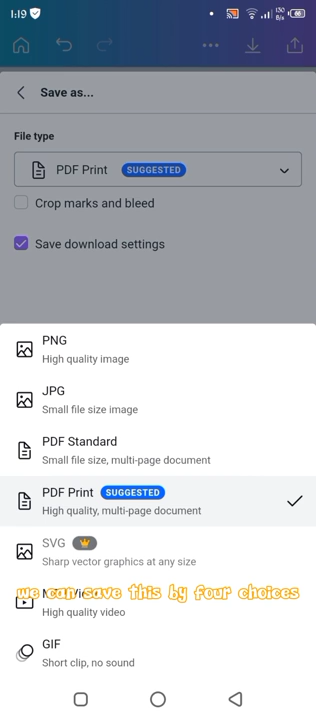 1:19
130 B/s
Save as...
File type
PDF Print SUGGESTED
Crop marks and bleed
Save download settings
PNG
High quality image
JPG
Small file size image
PDF Standard
Small file size, multi-page document
PDF Print SUGGESTED
High quality, multi-page document
SVG
Sharp vector graphics at any size
we can save this by four choices
High quality video
GIF
Short clip, no sound